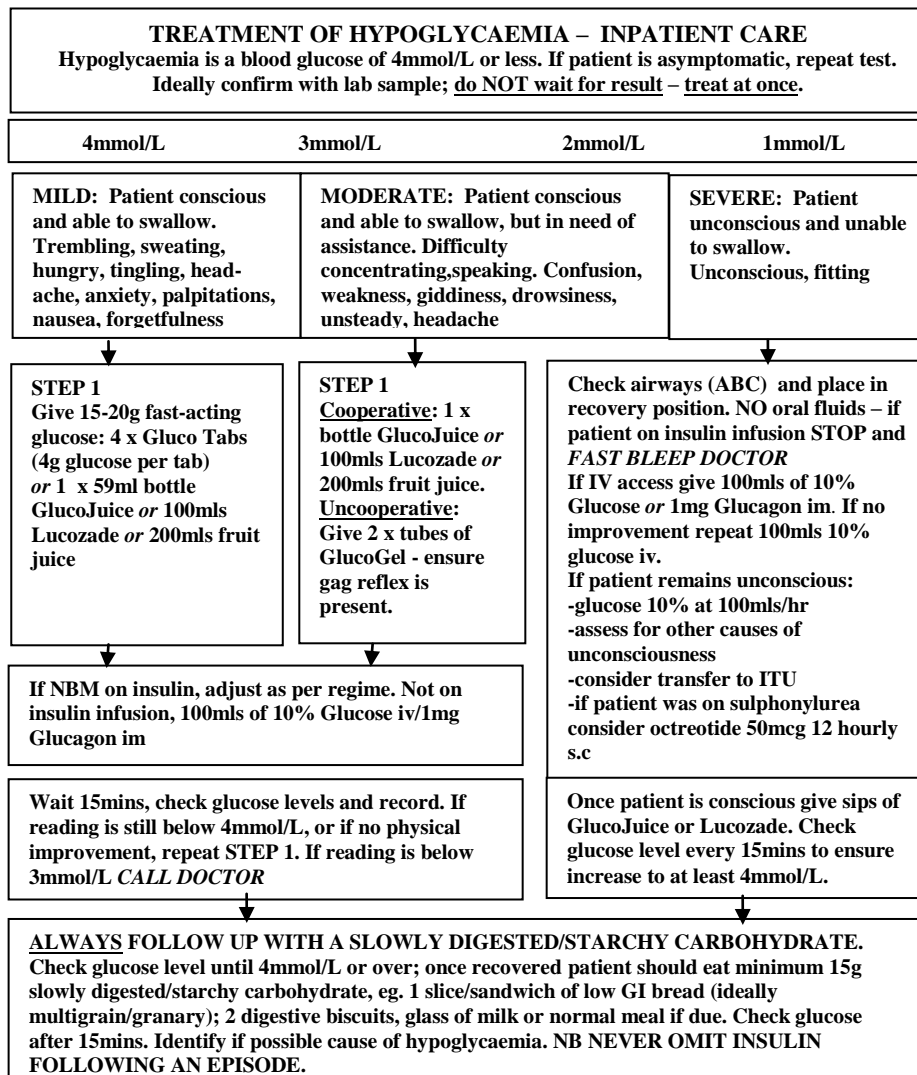 TREATMENT OF HYPOGLYCAEMIA – INPATIENT CARE
Hypoglycaemia is a blood glucose of 4mmol/L or less. If patient is asymptomatic, repeat test.
Ideally confirm with lab sample; do NOT wait for result – treat at once.
4mmol/L 3mmol/L 2mmol/L 1mmol/L
MILD: Patient conscious
and able to swallow.
Trembling, sweating,
hungry, tingling, head-
ache, anxiety, palpitations,
nausea, forgetfulness
MODERATE: Patient conscious
and able to swallow, but in need of
assistance. Difficulty
concentrating,speaking. Confusion,
weakness, giddiness, drowsiness,
unsteady, headache
SEVERE: Patient
unconscious and unable
to swallow.
Unconscious, fitting
STEP 1
Give 15-20g fast-acting
glucose: 4 x Gluco Tabs
(4g glucose per tab)
or 1 x 59ml bottle
GlucoJuice or 100mls
Lucozade or 200mls fruit
juice
STEP 1
Cooperative: 1 x
bottle GlucoJuice or
100mls Lucozade or
200mls fruit juice.
Uncooperative:
Give 2 x tubes of
GlucoGel - ensure
gag reflex is
present.
Check airways (ABC) and place in
recovery position. NO oral fluids – if
patient on insulin infusion STOP and
FAST BLEEP DOCTOR
If IV access give 100mls of 10%
Glucose or 1mg Glucagon im. If no
improvement repeat 100mls 10%
glucose iv.
If patient remains unconscious:
-glucose 10% at 100mls/hr
-assess for other causes of
unconsciousness
-consider transfer to ITU
-if patient was on sulphonylurea
consider octreotide 50mcg 12 hourly
s.c
If NBM on insulin, adjust as per regime. Not on
insulin infusion, 100mls of 10% Glucose iv/1mg
Glucagon im
Wait 15mins, check glucose levels and record. If
reading is still below 4mmol/L, or if no physical
improvement, repeat STEP 1. If reading is below
3mmol/L CALL DOCTOR
Once patient is conscious give sips of
GlucoJuice or Lucozade. Check
glucose level every 15mins to ensure
increase to at least 4mmol/L.
ALWAYS FOLLOW UP WITH A SLOWLY DIGESTED/STARCHY CARBOHYDRATE.
Check glucose level until 4mmol/L or over; once recovered patient should eat minimum 15g
slowly digested/starchy carbohydrate, eg. 1 slice/sandwich of low GI bread (ideally
multigrain/granary); 2 digestive biscuits, glass of milk or normal meal if due. Check glucose
after 15mins. Identify if possible cause of hypoglycaemia. NB NEVER OMIT INSULIN
FOLLOWING AN EPISODE.